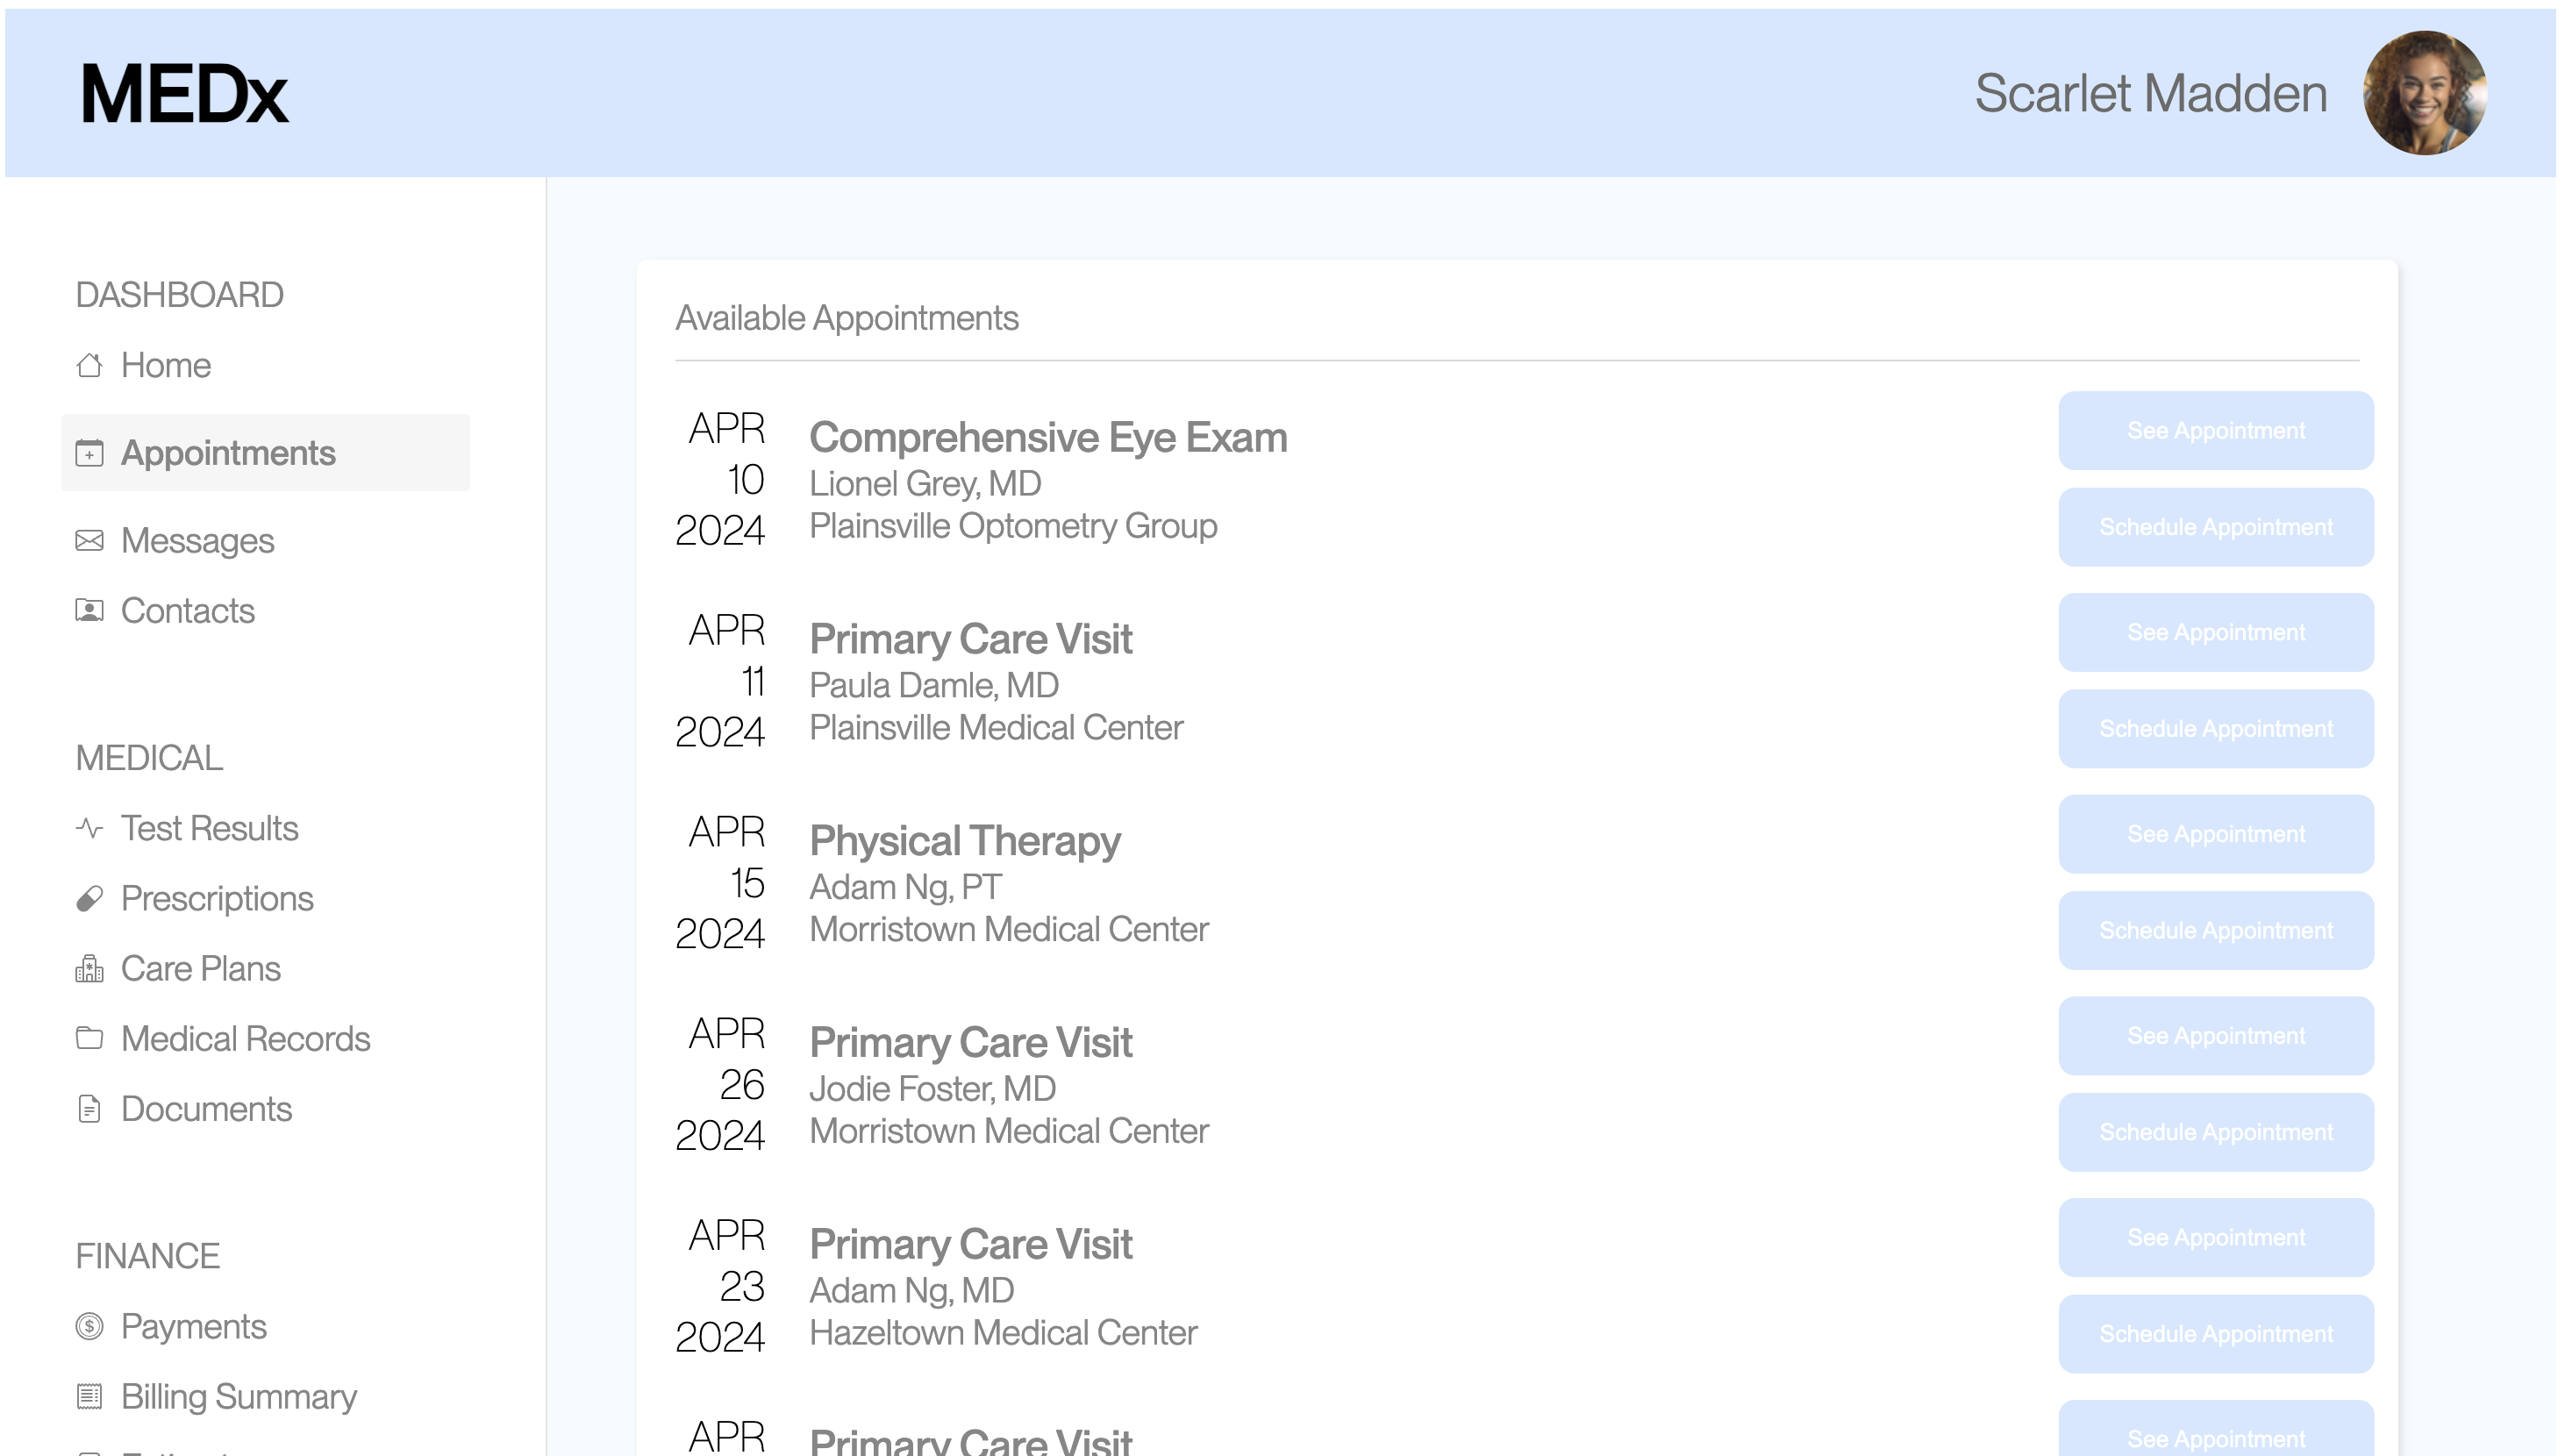 MEDx
Scarlet Madden
DASHBOARD
Home
Appointments
Messages
Contacts
MEDICAL
Test Results
Prescriptions
Care Plans
Medical Records
Documents
FINANCE
Payments
Billing Summary
Available Appointments
APR
10
2024
Comprehensive Eye Exam
Lionel Grey, MD
Plainsville Optometry Group
See Appointment
Schedule Appointment
APR
11
2024
Primary Care Visit
Paula Damle, MD
Plainsville Medical Center
See Appointment
Schedule Appointment
APR
15
2024
Physical Therapy
Adam Ng, PT
Morristown Medical Center
See Appointment
Schedule Appointment
APR
26
2024
Primary Care Visit
Jodie Foster, MD
Morristown Medical Center
See Appointment
Schedule Appointment
APR
23
2024
Primary Care Visit
Adam Ng, MD
Hazeltown Medical Center
See Appointment
Schedule Appointment
APR
Primary Care Visit
See Appointment